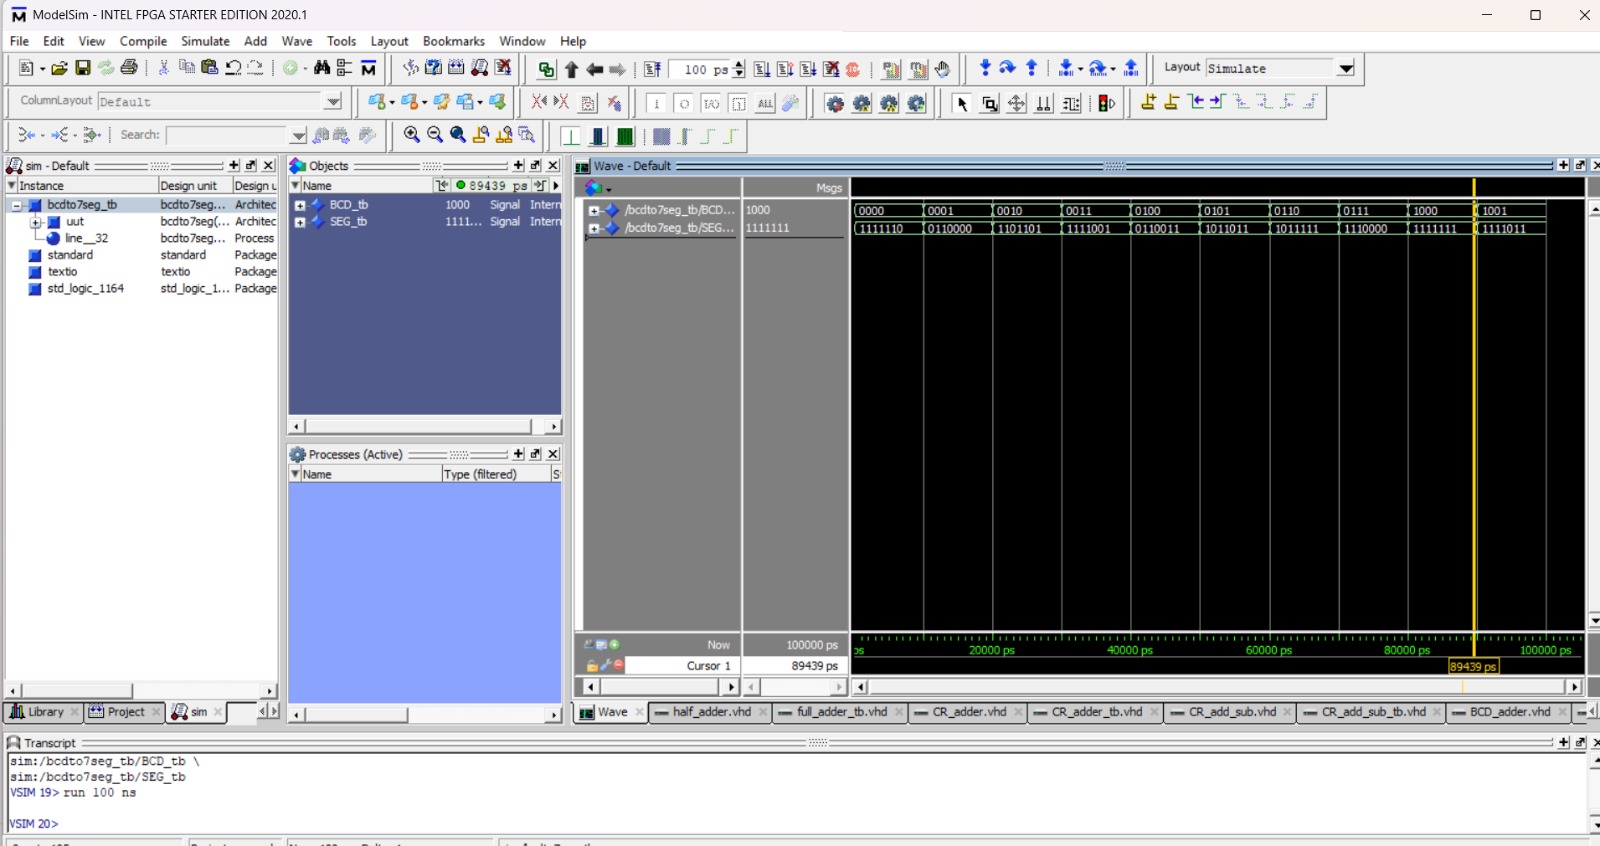 ModelSim - INTEL FPGA STARTER EDITION 2020.1
File Edit View Compile Simulate Add Wave Tools Layout Bookmarks Window Help
100 ps
Layout Simulate
ColumnLayout Default
ALL
Search:
sim - Default
Instance Design unit Design u
bcdto7seg_tb bcdto7seg... Architec
uut bcdto7seg(... Architec
line__32 bcdto7seg... Process
standard standard Package
textio textio Package
std_logic_1164 std_logic_1... Package
Library Project sim
Objects
Name 89439 ps
BCD_tb 1000 Signal Intern
SEG_tb 1111... Signal Intern
Processes (Active)
Name Type (filtered) S
Wave - Default
Msgs
/bcdto7seg_tb/BCD... 1000 0000 0001 0010 0011 0100 0101 0110 0111 1000 1001
/bcdto7seg_tb/SEG... 1111111 1111110 0110000 1101101 1111001 0110011 1011011 1011111 1110000 1111111 1111011
Now 100000 ps ps 20000 ps 40000 ps 60000 ps 80000 ps 100000 ps
Cursor 1 89439 ps 89439 ps
Wave half_adder.vhd full_adder_tb.vhd CR_adder.vhd CR_adder_tb.vhd CR_add_sub.vhd CR_add_sub_tb.vhd BCD_adder.vhd
Transcript
sim:/bcdto7seg_tb/BCD_tb \
sim:/bcdto7seg_tb/SEG_tb
VSIM 19> run 100 ns
VSIM 20>